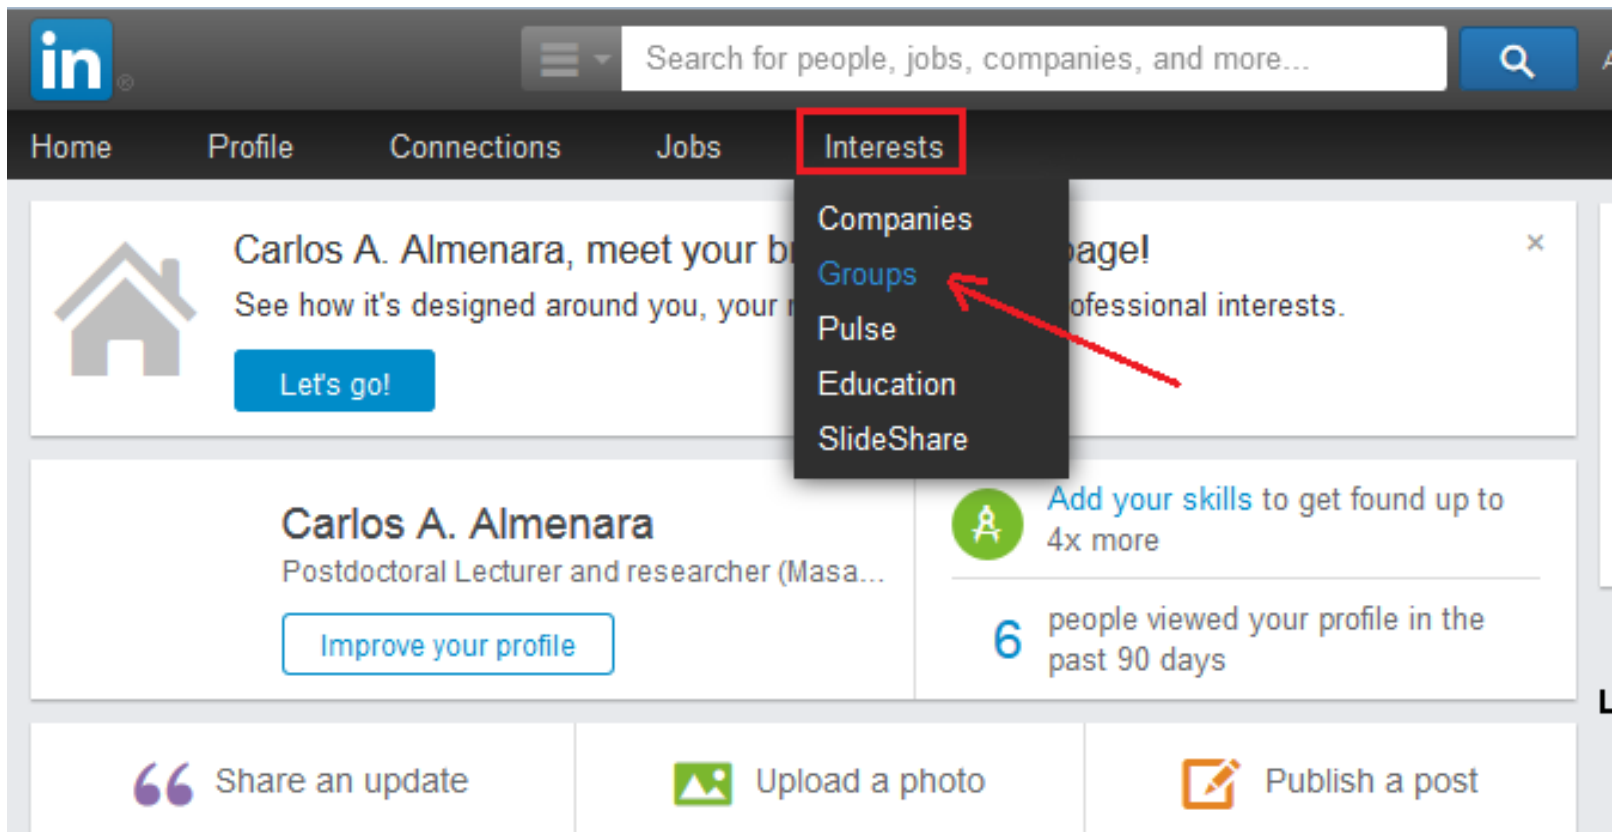 in ®
Search for people, jobs, companies, and more...
Home Profile Connections Jobs Interests
Companies
Groups
Pulse
Education
SlideShare
Carlos A. Almenara, meet your b age!
See how it's designed around you, your ofessional interests.
×
Let's go!
Carlos A. Almenara
Postdoctoral Lecturer and researcher (Masa...
Improve your profile
Add your skills to get found up to
4x more
6 people viewed your profile in the
past 90 days
Share an update
Upload a photo
Publish a post